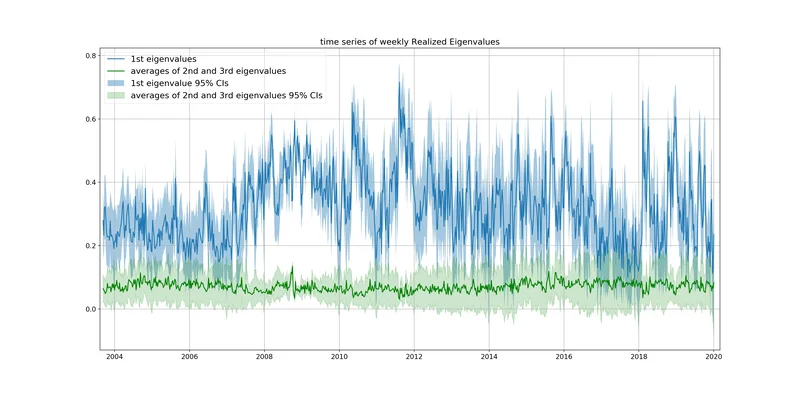 time series of weekly Realized Eigenvalues
0.8
0.6
0.4
0.2
0.0
1st eigenvalues
averages of 2nd and 3rd eigenvalues
1st eigenvalue 95% CIs
averages of 2nd and 3rd eigenvalues 95% CIs
2004 2006 2008 2010 2012 2014 2016 2018 2020